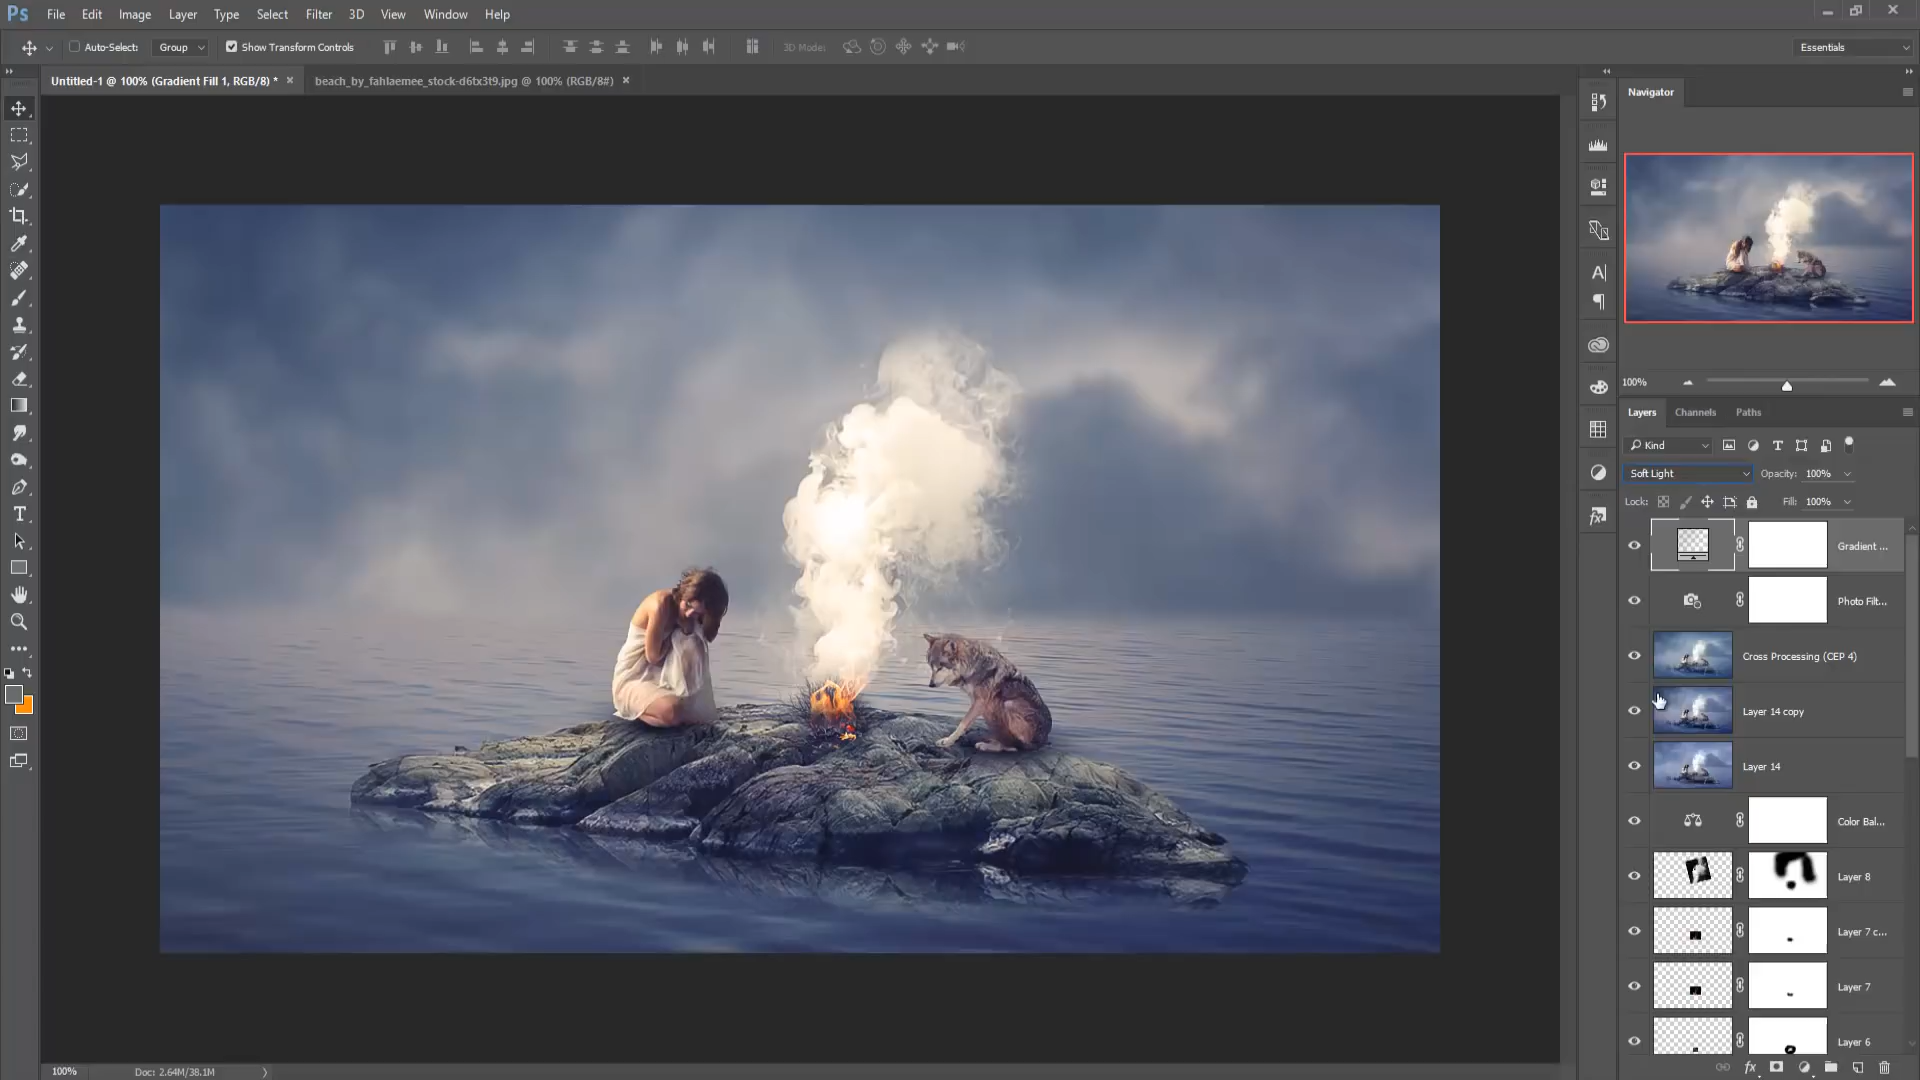 Ps File Edit Image Layer Type Select Filter 3D View Window Help
Auto-Select: Group Show Transform Controls 3D Mode: Essentials
Untitled-1 @ 100% (Gradient Fill 1, RGB/8) * × beach_by_fahlaemee_stock-d6tx3t9.jpg @ 100% (RGB/8#) ×
Navigator
100%
Layers Channels Paths
Kind
Soft Light Opacity: 100%
Lock: Fill: 100%
Gradient ...
Photo Filt...
Cross Processing (CEP 4)
Layer 14 copy
Layer 14
Color Bal...
Layer 8
Layer 7 c...
Layer 7
Layer 6
100% Doc: 2.64M/38.1M